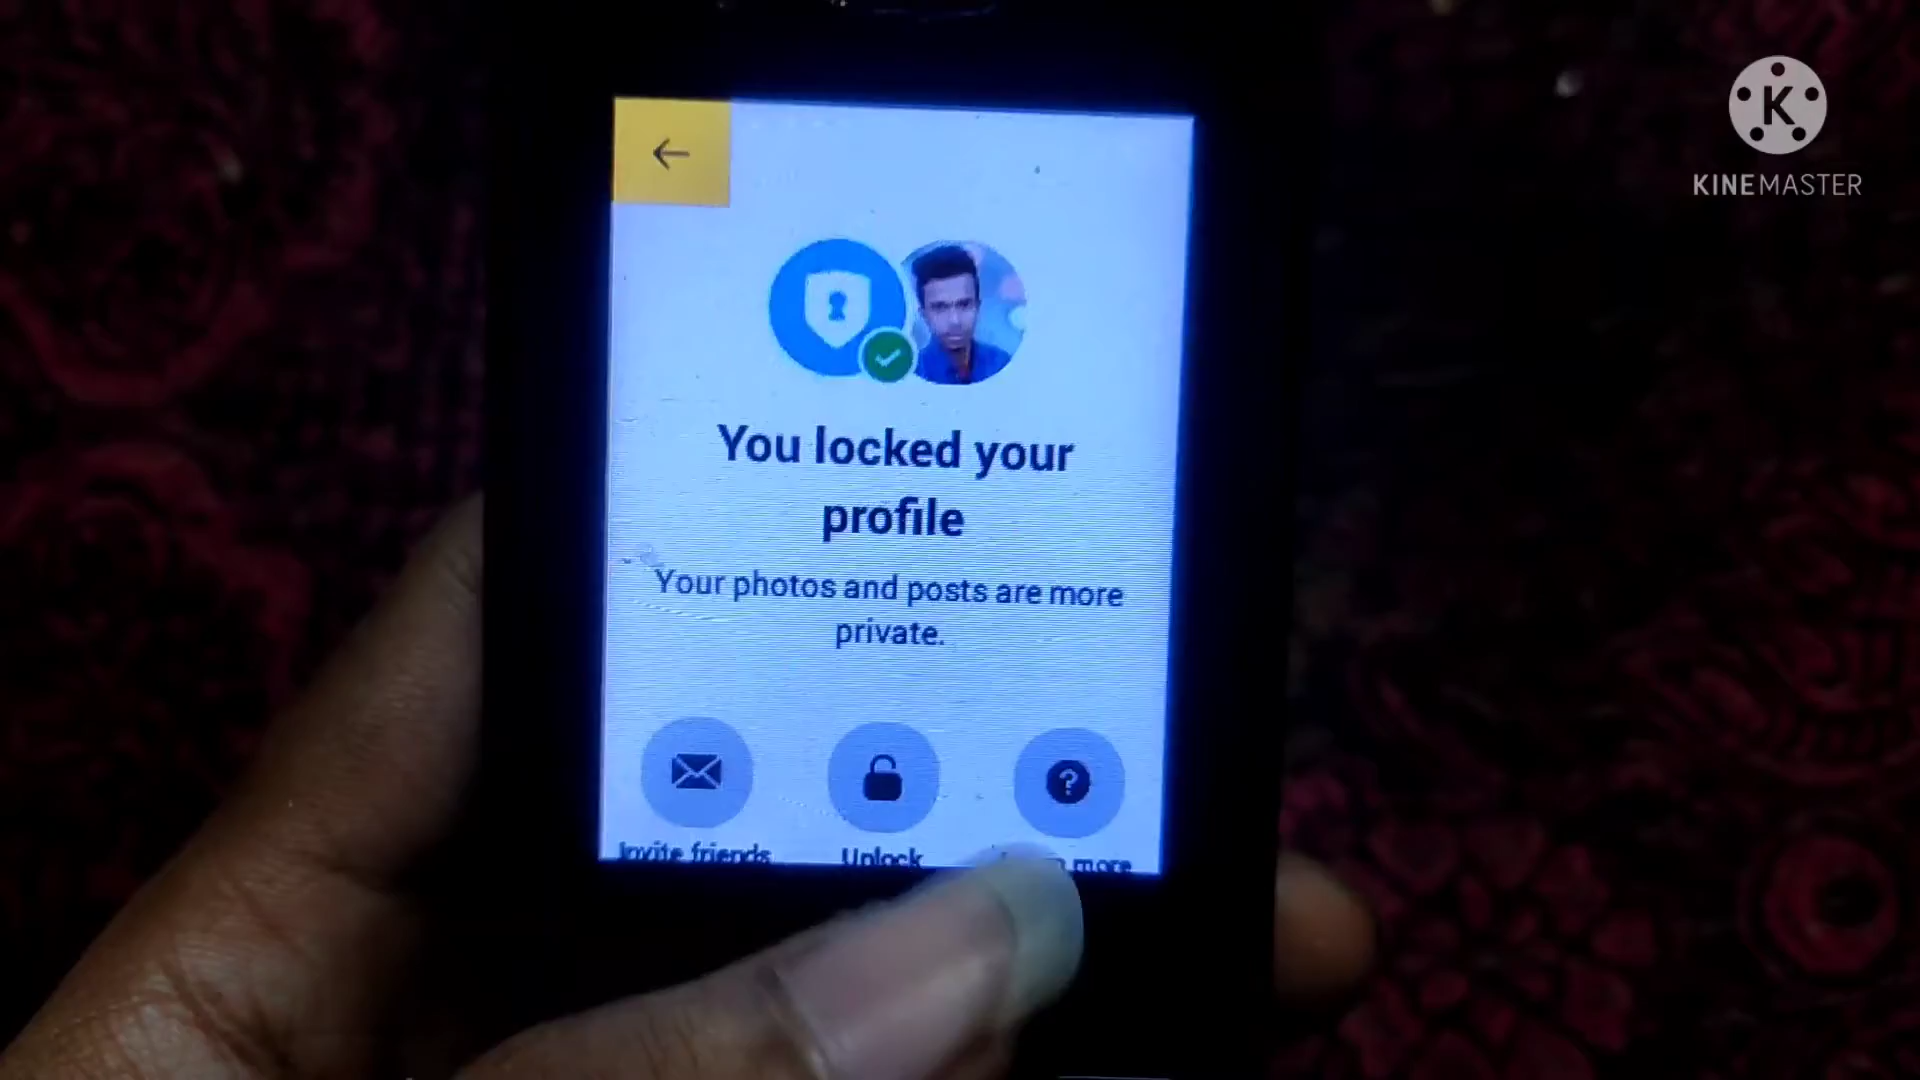 K
KINEMASTER
You locked your
profile
Your photos and posts are more
private.
Invite friends
Unlock
more